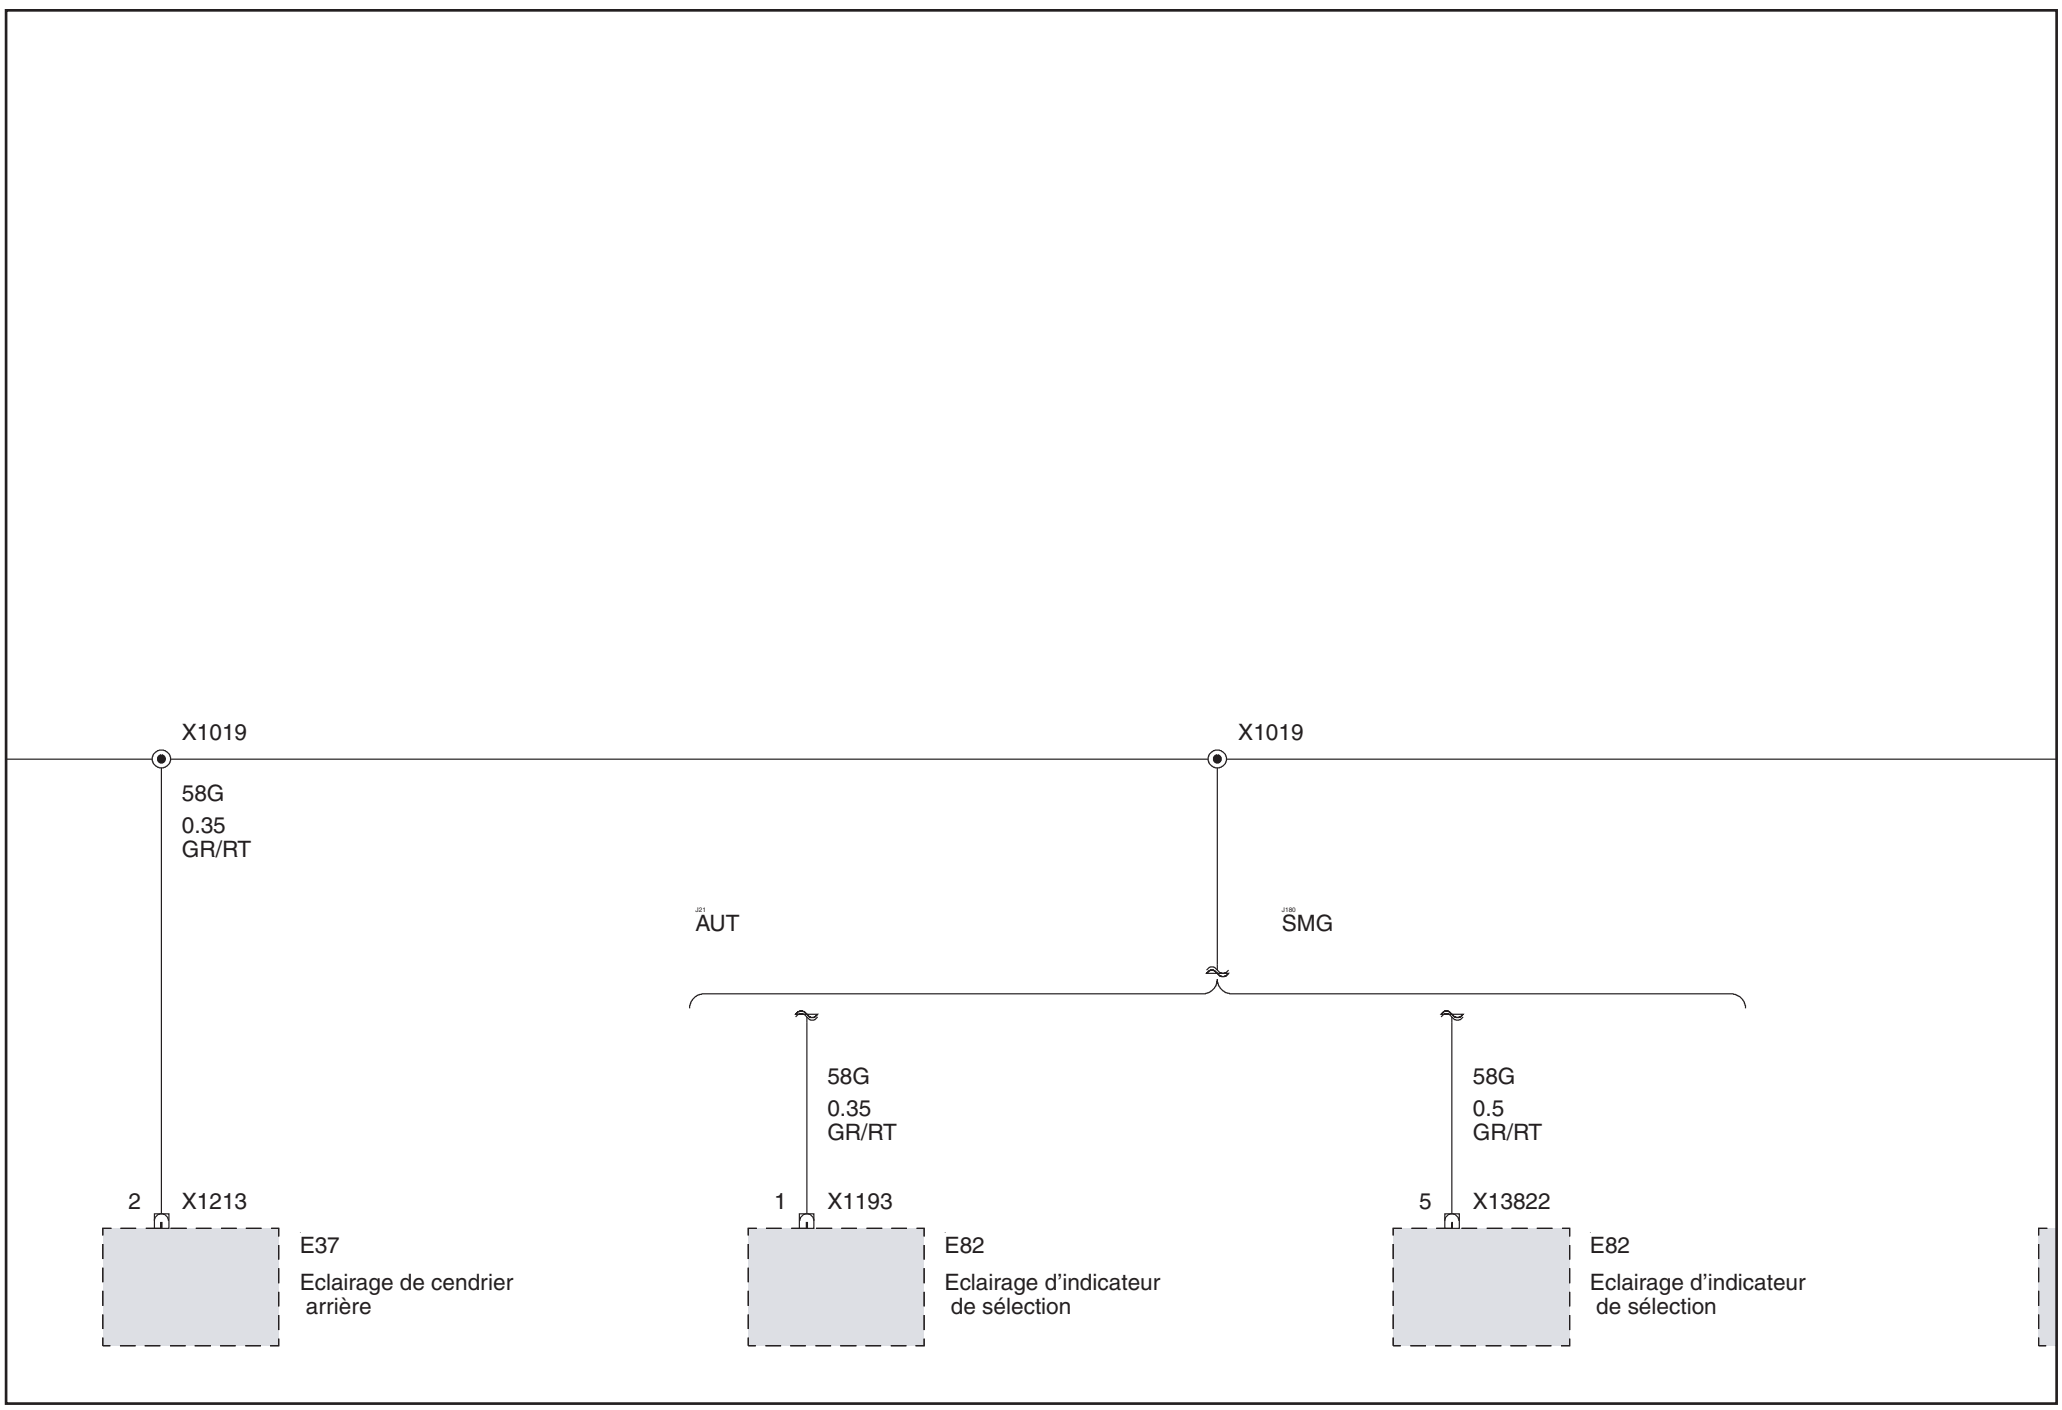 X1019
X1019
58G
0.35
GR/RT
J21
AUT
J180
SMG
58G
0.35
GR/RT
58G
0.5
GR/RT
2 X1213
1 X1193
5 X13822
E37
Eclairage de cendrier
arrière
E82
Eclairage d'indicateur
de sélection
E82
Eclairage d'indicateur
de sélection